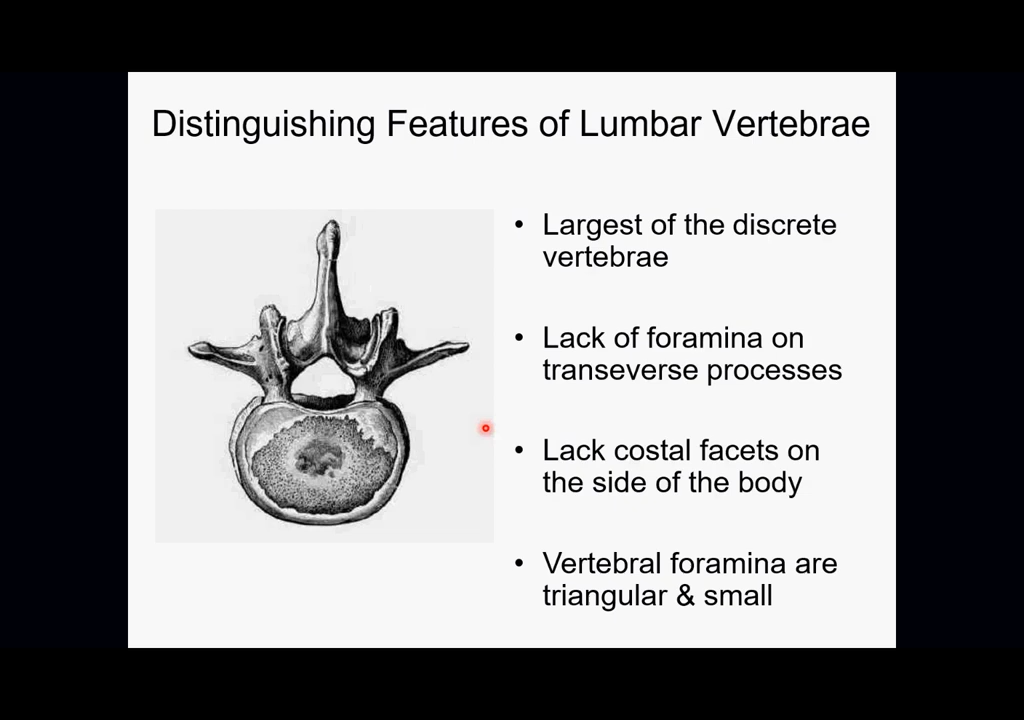 Distinguishing Features of Lumbar Vertebrae
• Largest of the discrete
vertebrae
• Lack of foramina on
transeverse processes
• Lack costal facets on
the side of the body
• Vertebral foramina are
triangular & small